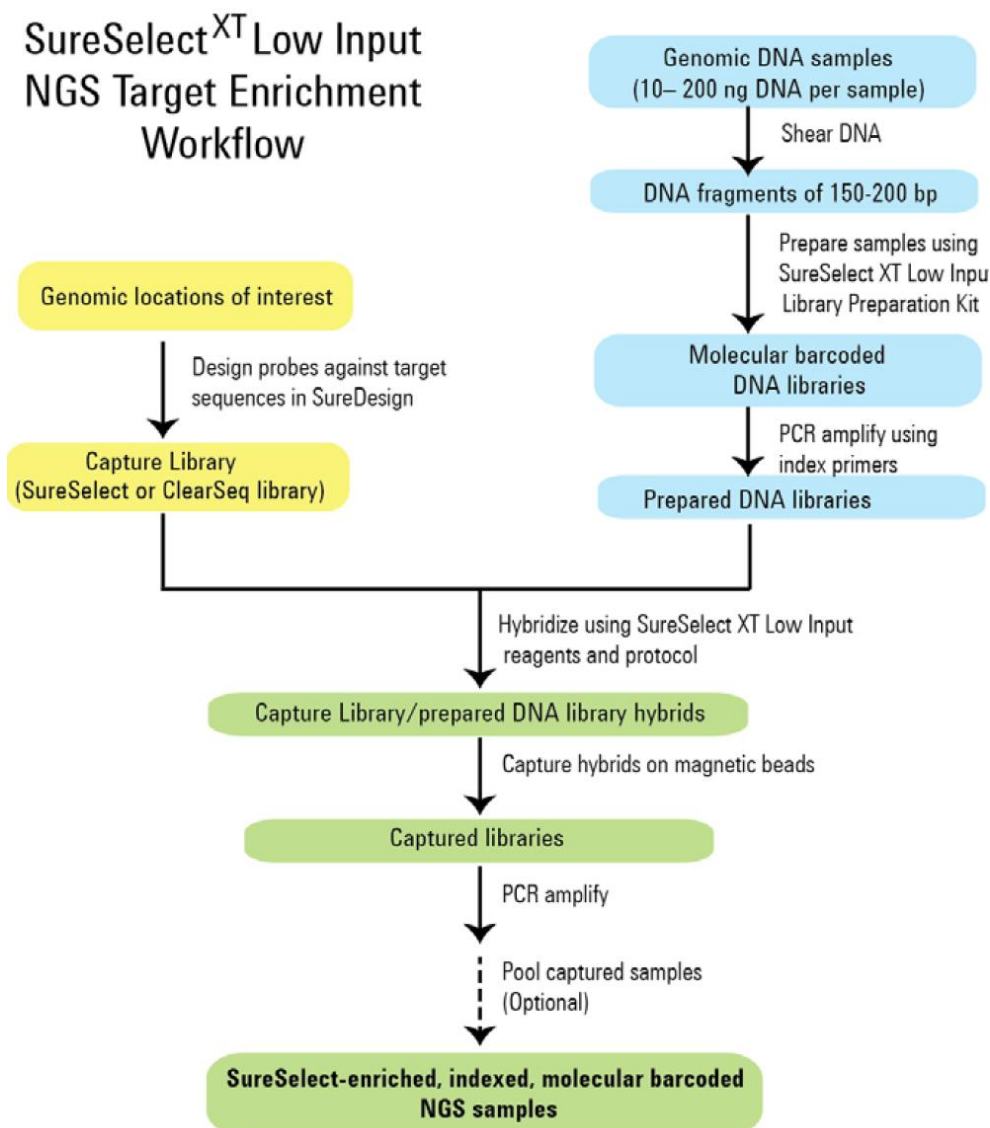 SureSelect^XT Low Input
NGS Target Enrichment
Workflow
Genomic DNA samples
(10– 200 ng DNA per sample)
Shear DNA
DNA fragments of 150-200 bp
Prepare samples using
SureSelect XT Low Input
Library Preparation Kit
Molecular barcoded
DNA libraries
PCR amplify using
index primers
Prepared DNA libraries
Genomic locations of interest
Design probes against target
sequences in SureDesign
Capture Library
(SureSelect or ClearSeq library)
Hybridize using SureSelect XT Low Input
reagents and protocol
Capture Library/prepared DNA library hybrids
Capture hybrids on magnetic beads
Captured libraries
PCR amplify
Pool captured samples
(Optional)
SureSelect-enriched, indexed, molecular barcoded
NGS samples